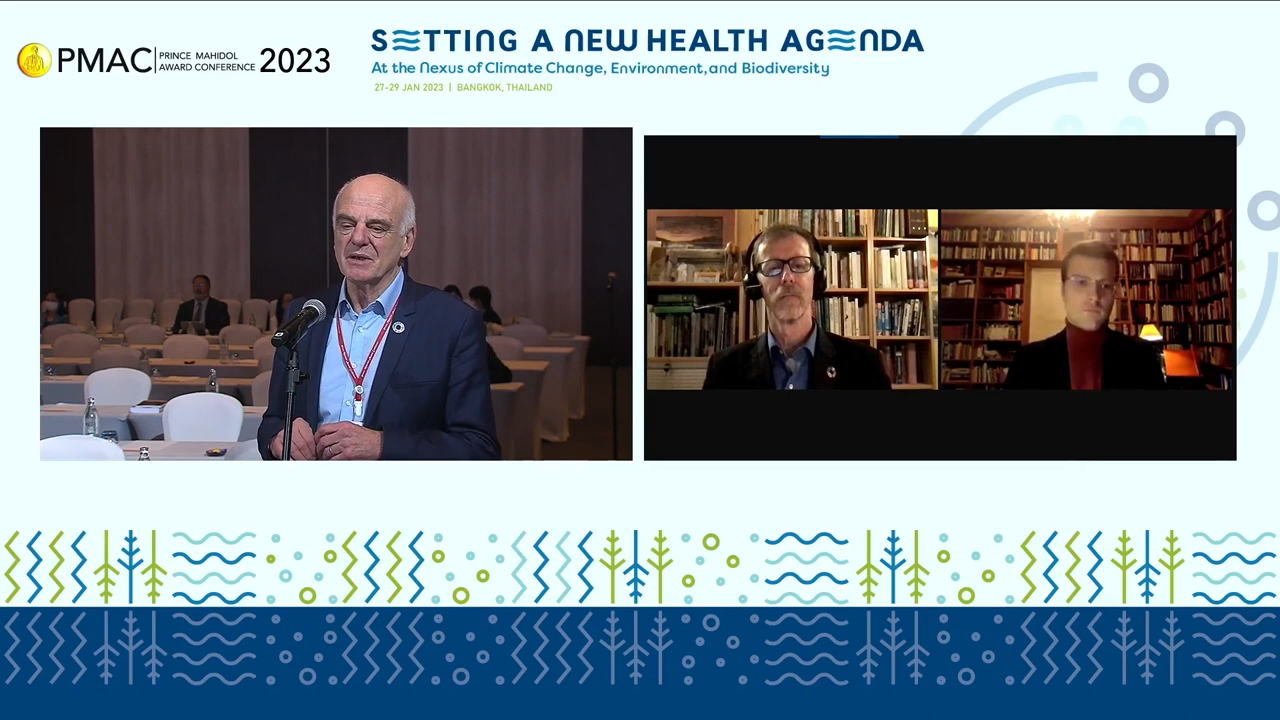 PMAC
PRINCE MAHIDOL
AWARD CONFERENCE
2023
SETTING A NEW HEALTH AGENDA
At the Nexus of Climate Change, Environment, and Biodiversity
27-29 JAN 2023 | BANGKOK, THAILAND